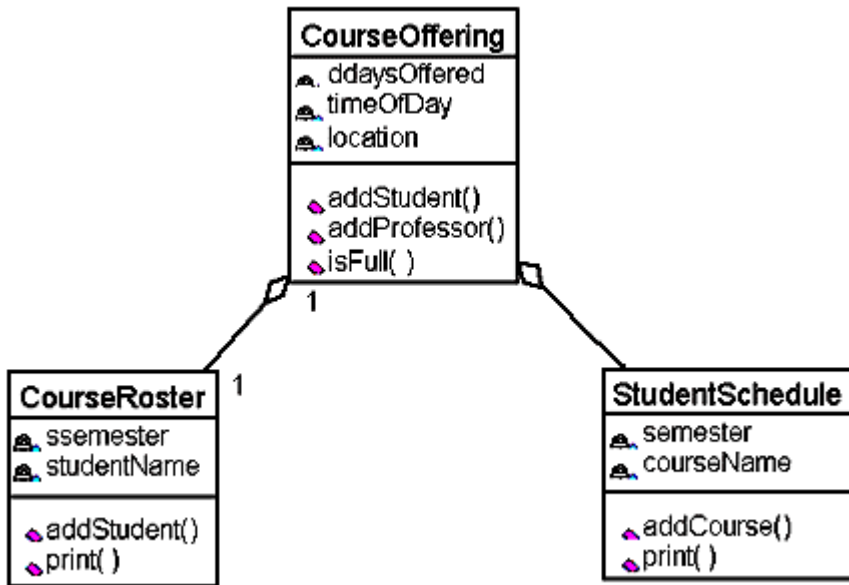 CourseOffering
ddaysOffered
timeOfDay
location
addStudent()
addProfessor()
isFull( )
1
1
CourseRoster
ssemester
studentName
addStudent()
print( )
StudentSchedule
semester
courseName
addCourse()
print( )